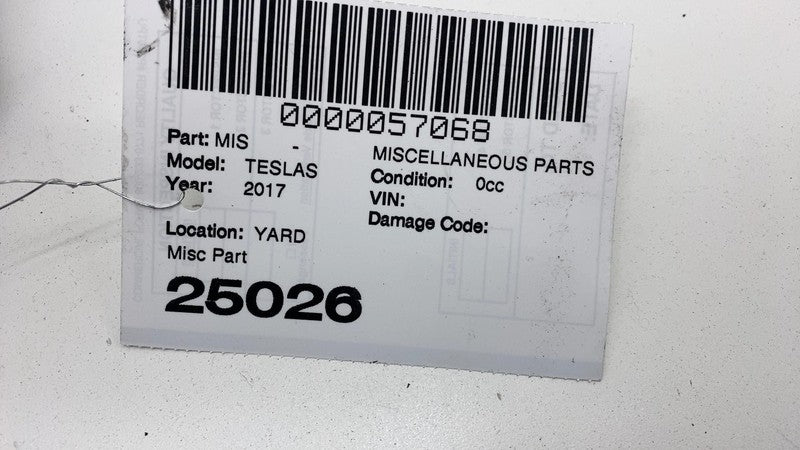 0000057068
Part: MIS -
MISCELLANEOUS PARTS
Model: TESLAS
Condition: 0cc
Year: 2017
VIN:
Damage Code:
Location: YARD
Misc Part
25026